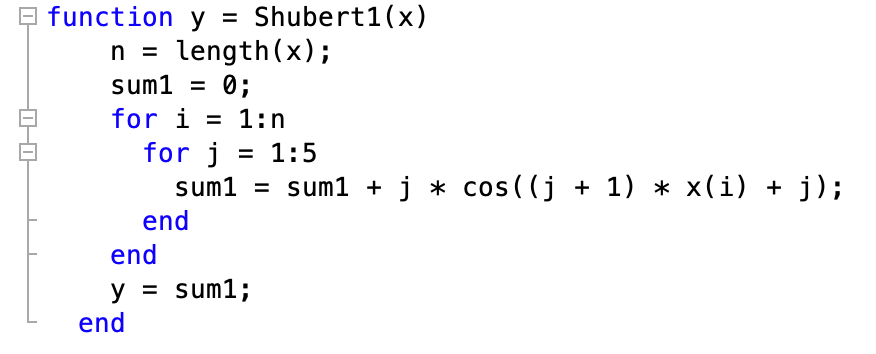 function y = Shubert1(x)
n = length(x);
sum1 = 0;
for i = 1:n
for j = 1:5
sum1 = sum1 + j * cos((j + 1) * x(i) + j);
end
end
y = sum1;
end